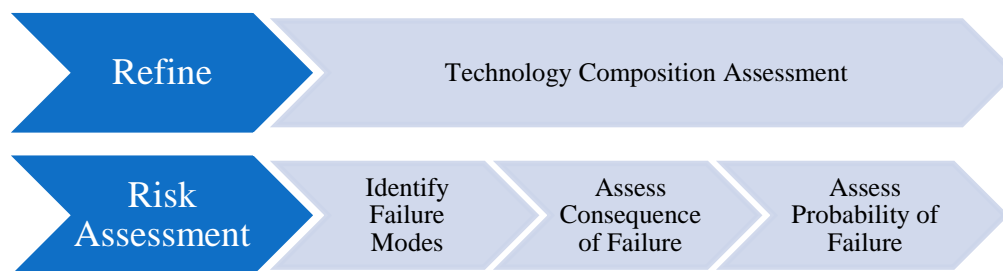 Refine
Technology Composition Assessment
Risk
Assessment
Identify
Failure
Modes
Assess
Consequence
of Failure
Assess
Probability of
Failure